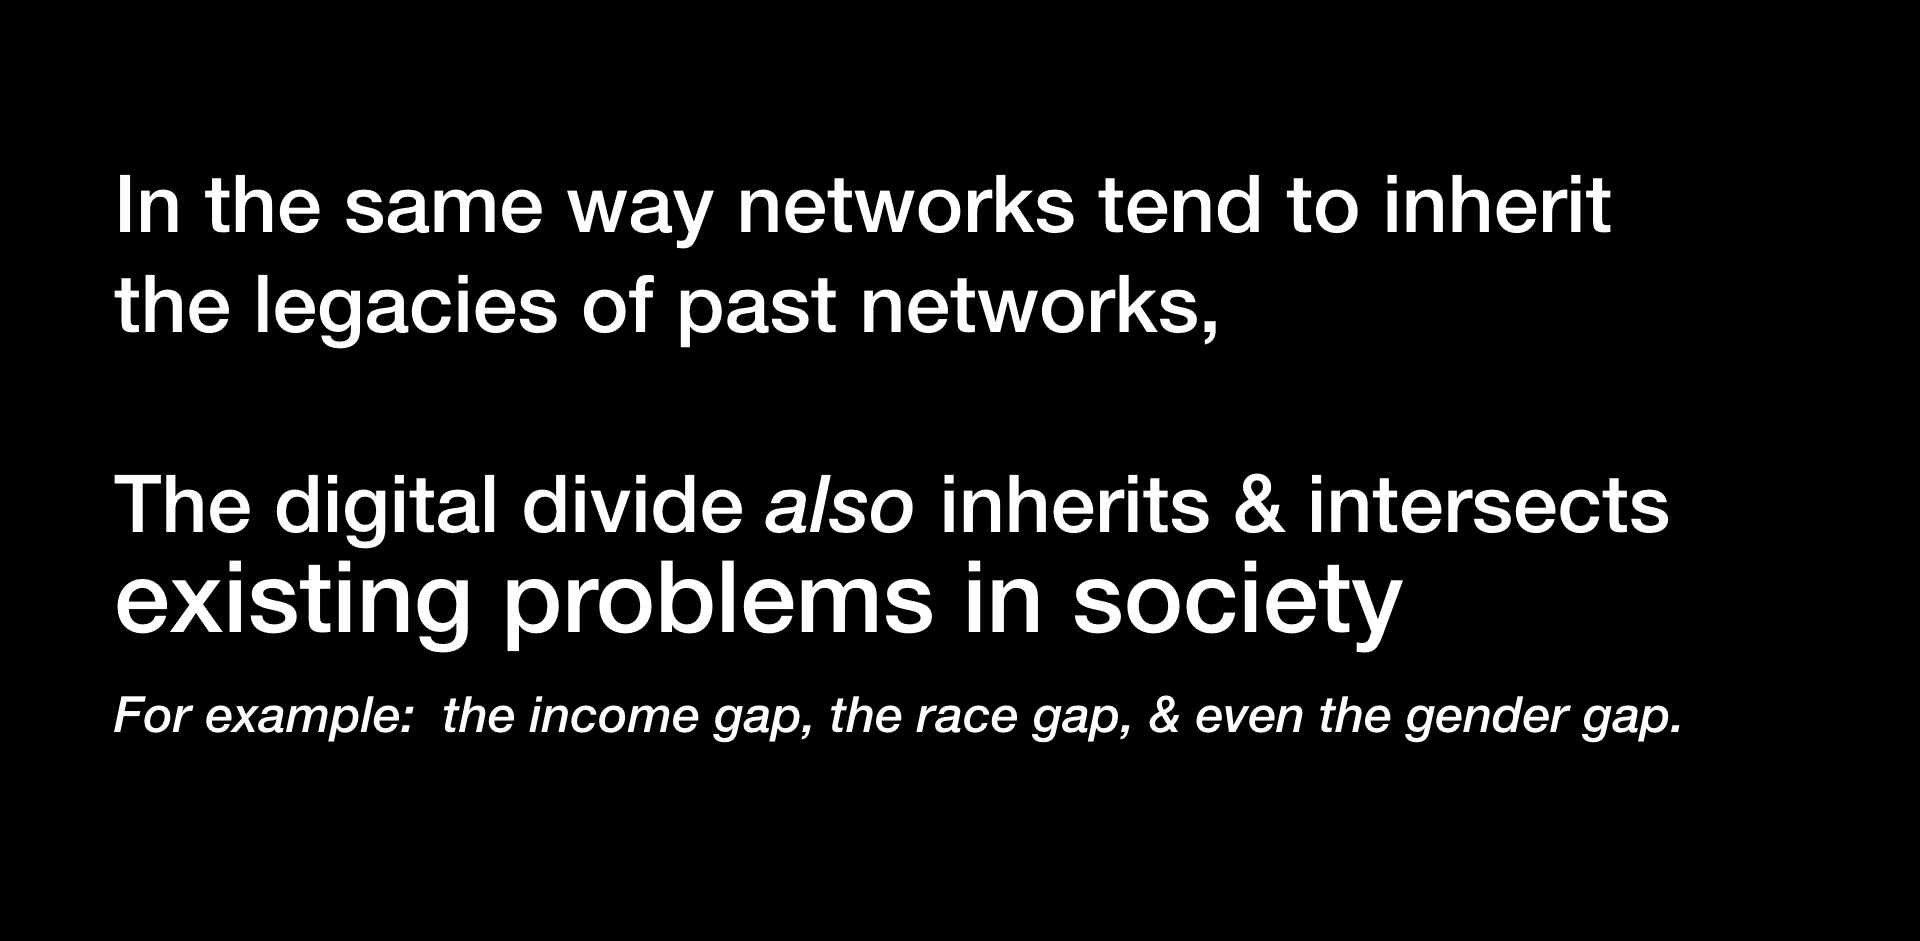 In the same way networks tend to inherit
the legacies of past networks,
The digital divide also inherits & intersects
existing problems in society
For example: the income gap, the race gap, & even the gender gap.